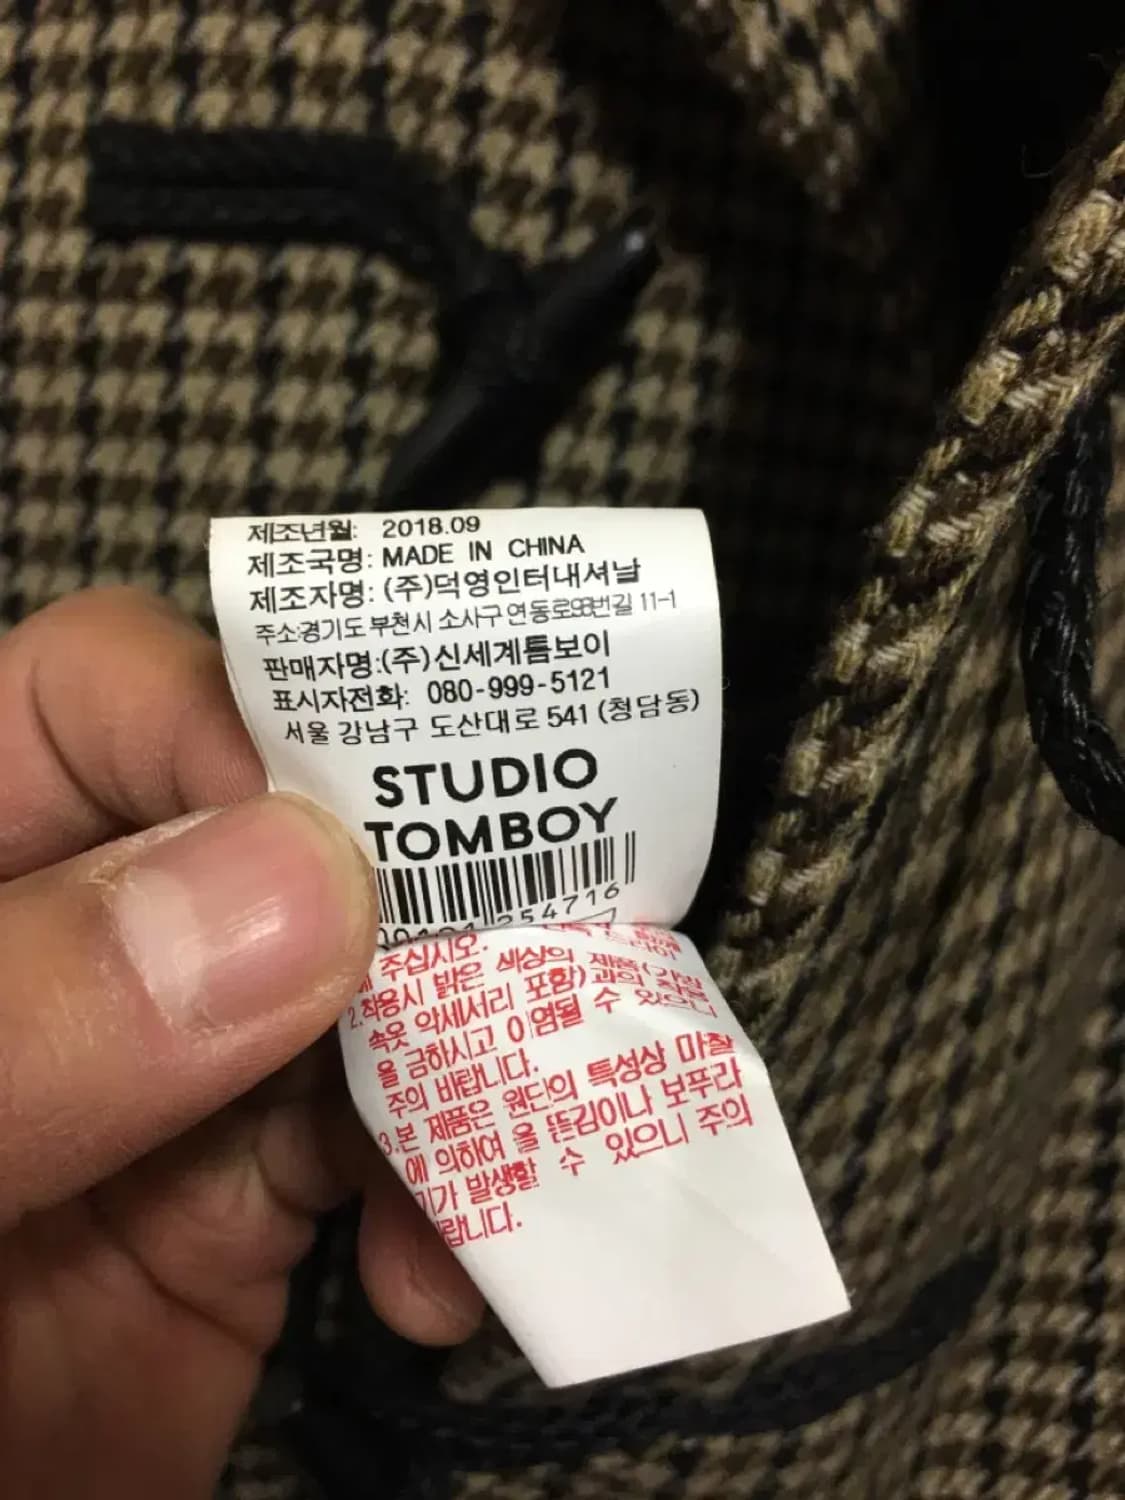 제조년월: 2018.09
제조국명: MADE IN CHINA
제조자명: (주)덕영인터내셔날
주소:경기도 부천시 소사구 연동로98번길 11-1
판매자명:(주)신세계톰보이
표시자전화: 080-999-5121
서울 강남구 도산대로 541 (청담동)
STUDIO
TOMBOY
254716
주십시오.
2.착용시 밝은 색상의 제품(가방
속옷 악세서리 포함)과의 착용
을 금하시고 이염될 수 있으니
주의 바랍니다.
3.본 제품은 원단의 특성상 마찰
에 의하여 올 뜯김이나 보푸라
기가 발생할 수 있으니 주의
랍니다.